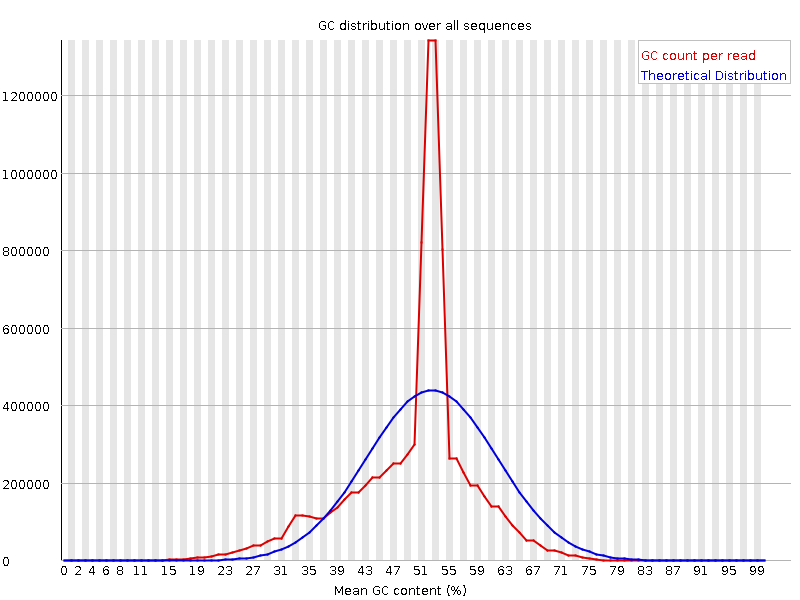 GC distribution over all sequences
GC count per read
Theoretical Distribution
1200000
1000000
800000
600000
400000
200000
0
0 2 4 6 8 11 15 19 23 27 31 35 39 43 47 51 55 59 63 67 71 75 79 83 87 91 95 99
Mean GC content (%)